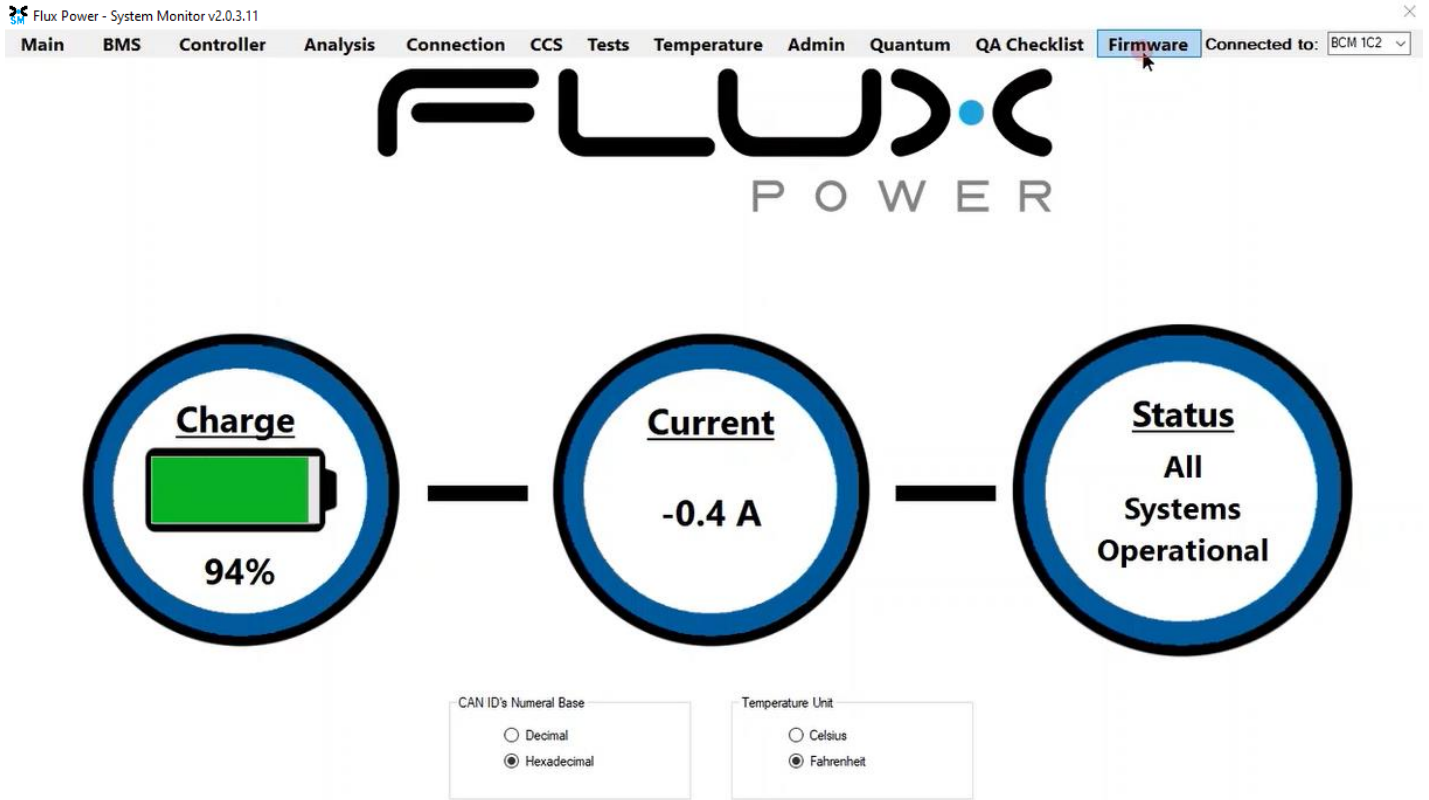 SM Flux Power - System Monitor v2.0.3.11
Main BMS Controller Analysis Connection CCS Tests Temperature Admin Quantum QA Checklist Firmware Connected to: BCM 1C2
FLUX
POWER
Charge
94%
Current
-0.4 A
Status
All
Systems
Operational
CAN ID's Numeral Base
Decimal
Hexadecimal
Temperature Unit
Celsius
Fahrenheit